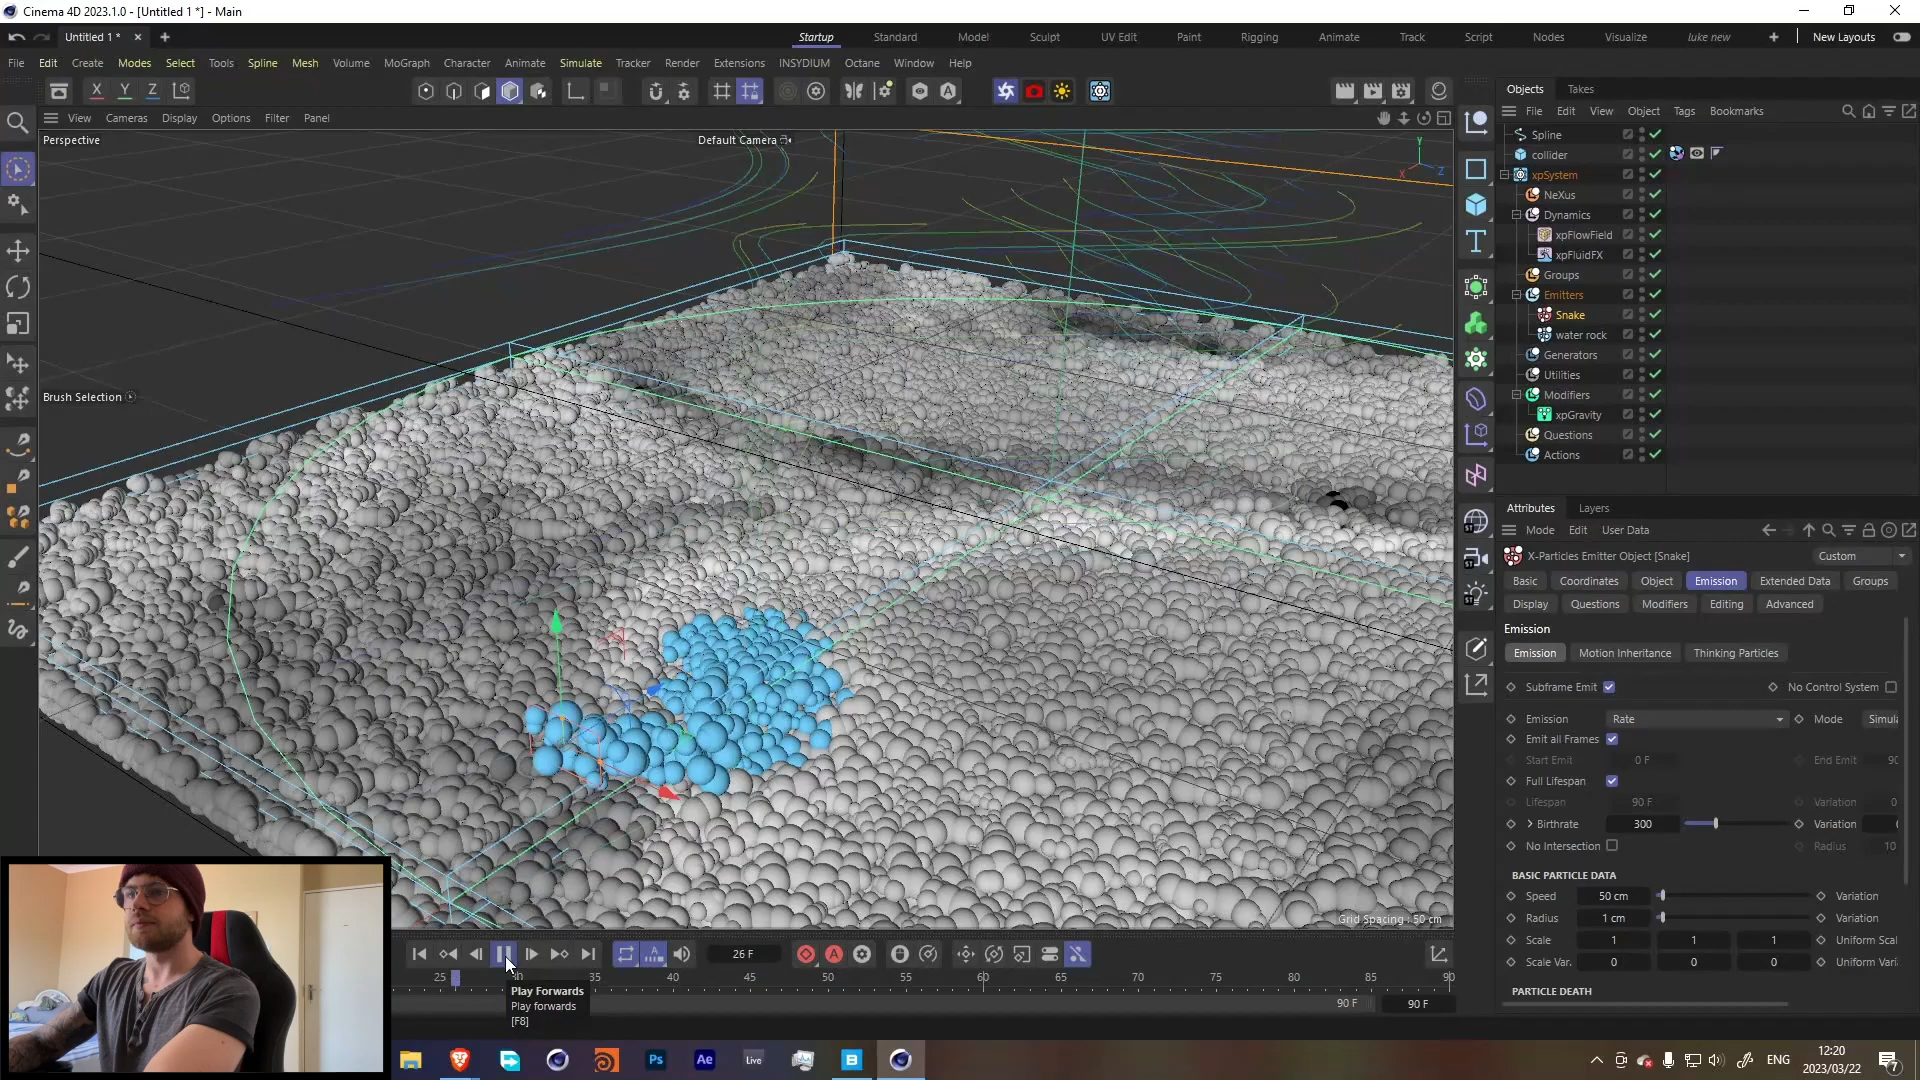 Cinema 4D 2023.1.0 - [Untitled 1 *] - Main
Untitled 1 *
Startup Standard Model Sculpt UV Edit Paint Rigging Animate Track Script Nodes Visualize luke new New Layouts
File Edit Create Modes Select Tools Spline Mesh Volume MoGraph Character Animate Simulate Tracker Render Extensions INSYDIUM Octane Window Help
X Y Z
Objects Takes
View Cameras Display Options Filter Panel
File Edit View Object Tags Bookmarks
Perspective
Default Camera
Y
X
Z
Spline
collider
xpSystem
NeXus
Dynamics
xpFlowField
xpFluidFX
Groups
Emitters
Snake
water rock
Generators
Utilities
Modifiers
xpGravity
Questions
Actions
Brush Selection
Attributes Layers
Mode Edit User Data
X-Particles Emitter Object [Snake]
Custom
Basic Coordinates Object Emission Extended Data Groups
Display Questions Modifiers Editing Advanced
Emission
Emission Motion Inheritance Thinking Particles
Subframe Emit No Control System
Emission Rate Mode Simula
Emit all Frames
Start Emit 0 F End Emit 90
Full Lifespan
Lifespan 90 F Variation 0
Birthrate 300 Variation
No Intersection Radius 10
BASIC PARTICLE DATA
Speed 50 cm Variation
Radius 1 cm Variation
Scale 1 1 1 Uniform Scal
Scale Var. 0 0 0 Uniform Vari
PARTICLE DEATH
Grid Spacing : 50 cm
26 F
25 30 35 40 45 50 55 60 65 70 75 80 85 90
90 F 90 F
Play Forwards
Play forwards
[F8]
Ps
Ae
Live
B
ENG
12:20
2023/03/22
7